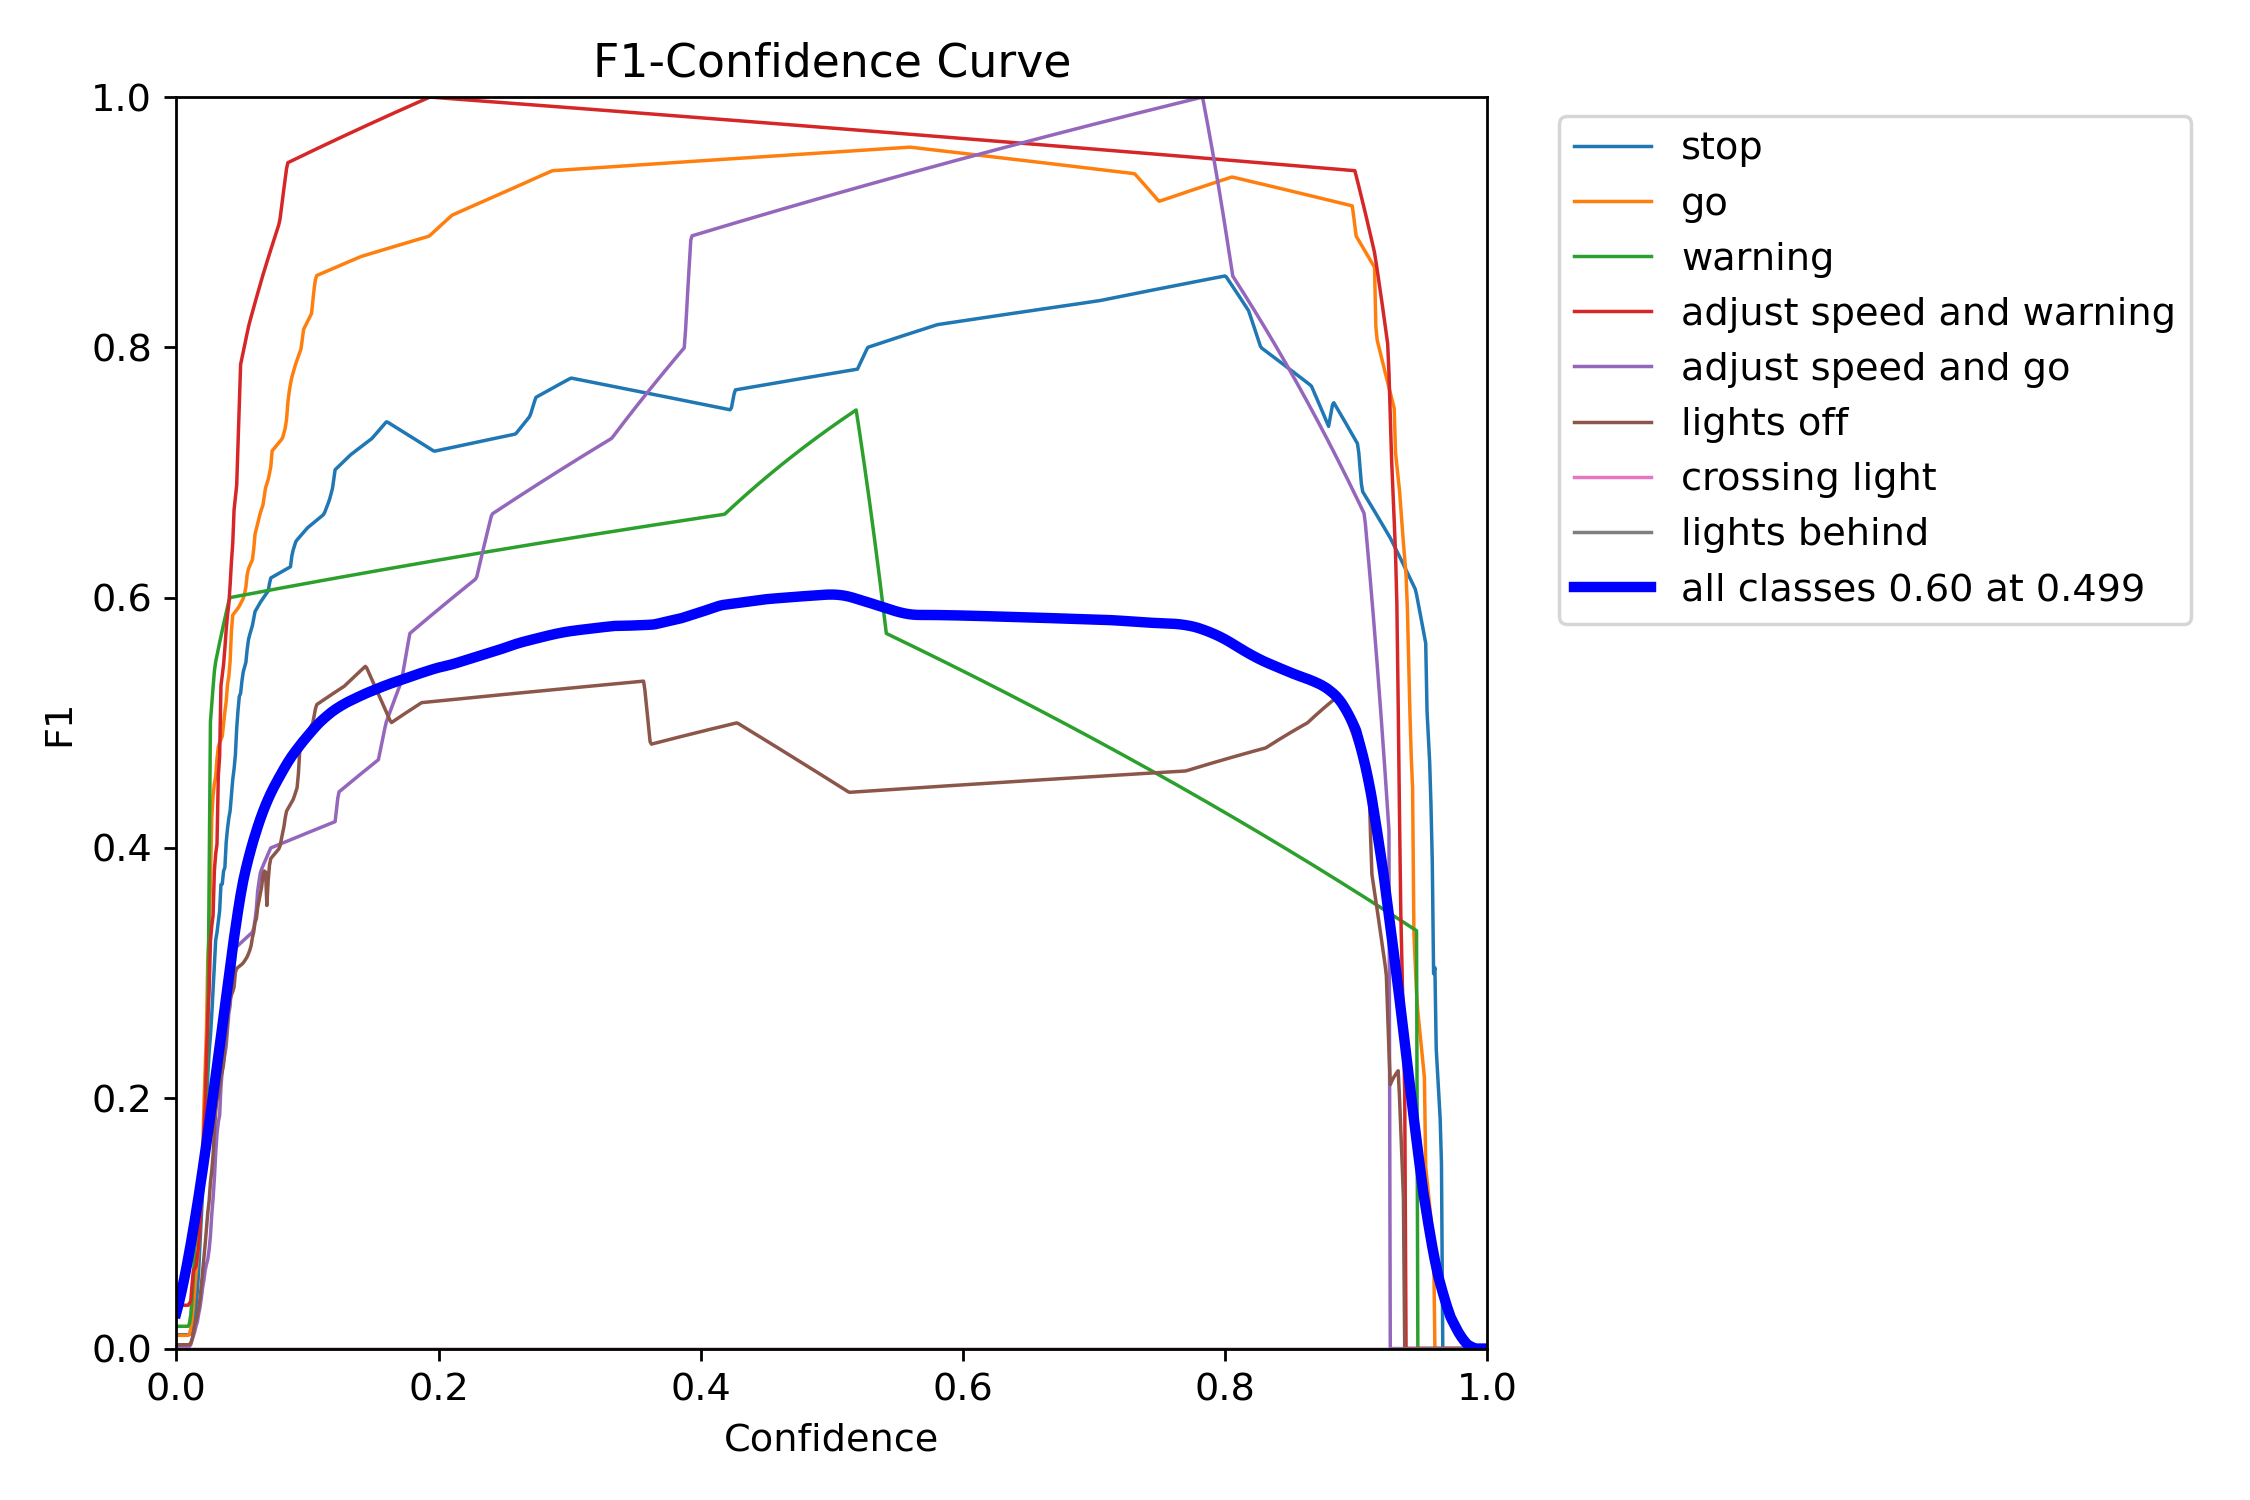 F1-Confidence Curve
1.0
0.8
0.6
0.4
0.2
0.0
F1
0.0 0.2 0.4 0.6 0.8 1.0
Confidence
stop
go
warning
adjust speed and warning
adjust speed and go
lights off
crossing light
lights behind
all classes 0.60 at 0.499